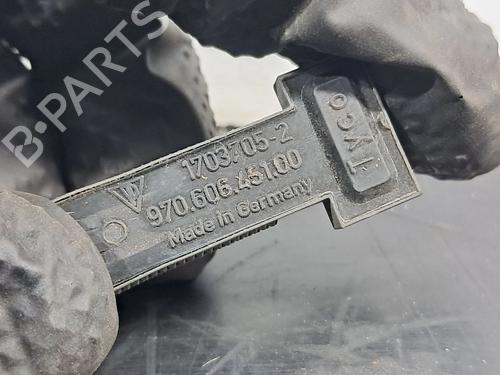 B-PARTS
1703705-2
970.606.451.00
Made in Germany
Tyco